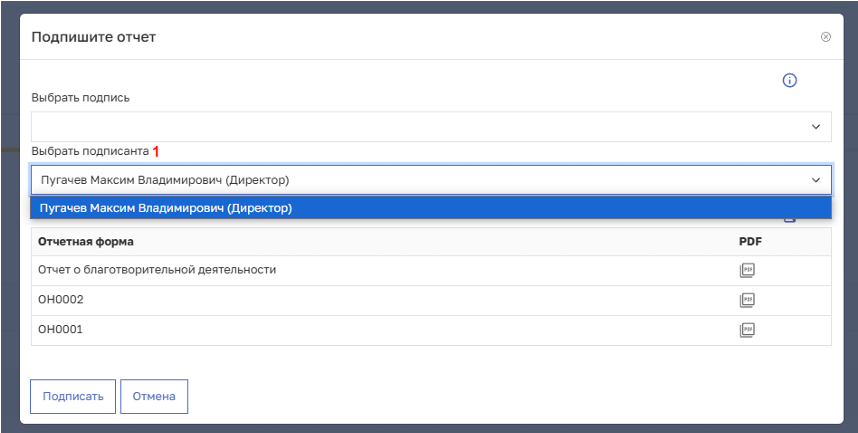 Подпишите отчет
Выбрать подпись
Выбрать подписанта 1
Пугачев Максим Владимирович (Директор)
Пугачев Максим Владимирович (Директор)
Отчетная форма PDF
Отчет о благотворительной деятельности PDF
ОН0002 PDF
ОН0001 PDF
Подписать Отмена